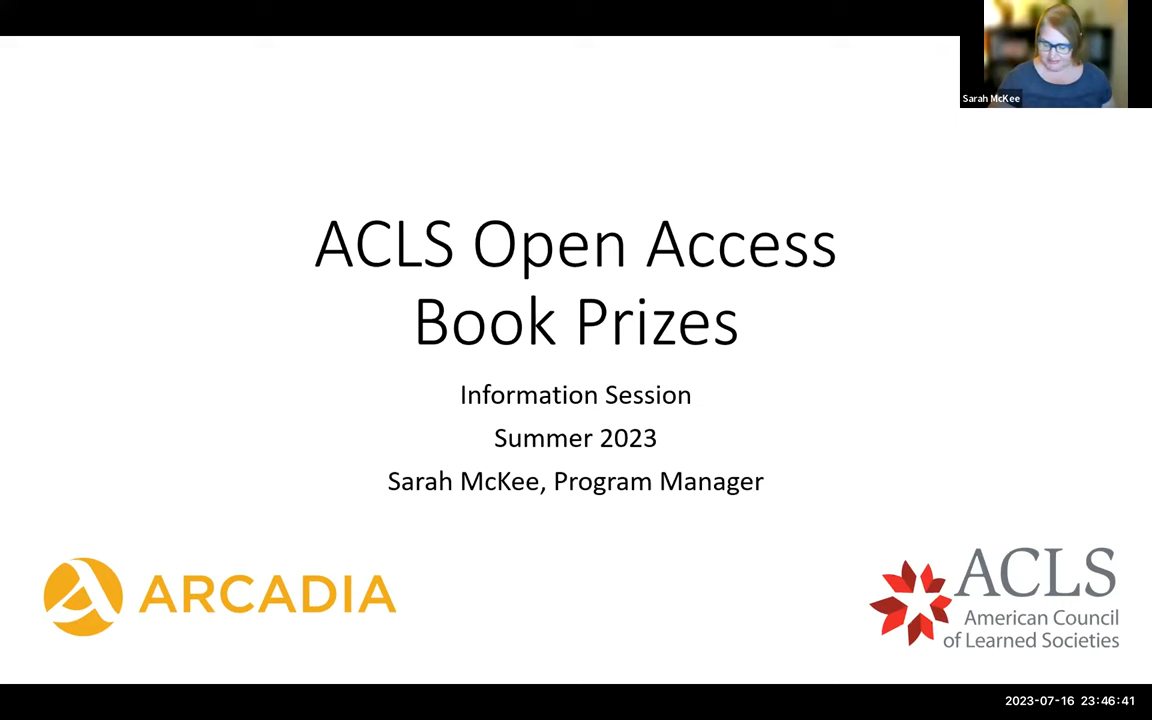 Sarah McKee
ACLS Open Access
Book Prizes
Information Session
Summer 2023
Sarah McKee, Program Manager
ARCADIA
ACLS
American Council
of Learned Societies
2023-07-16 23:46:41